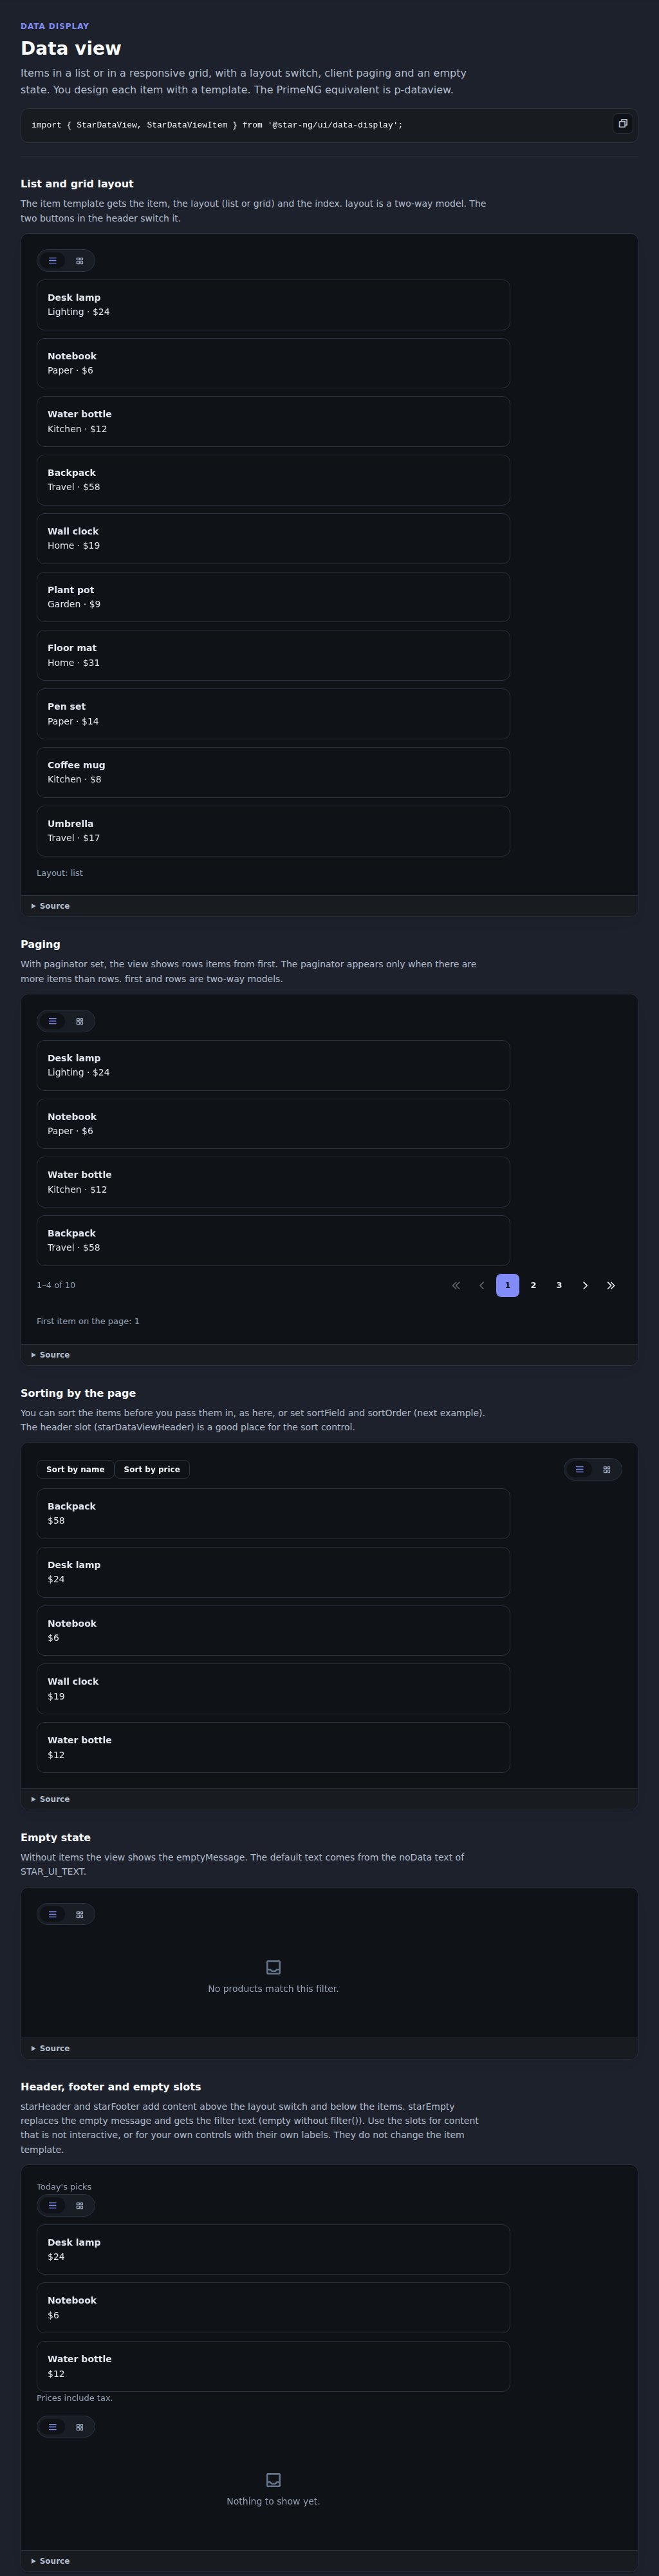 DATA DISPLAY
Data view
Items in a list or in a responsive grid, with a layout switch, client paging and an empty
state. You design each item with a template. The PrimeNG equivalent is p-dataview.
import { StarDataView, StarDataViewItem } from '@star-ng/ui/data-display';
List and grid layout
The item template gets the item, the layout (list or grid) and the index. layout is a two-way model. The
two buttons in the header switch it.
Desk lamp
Lighting · $24
Notebook
Paper · $6
Water bottle
Kitchen · $12
Backpack
Travel · $58
Wall clock
Home · $19
Plant pot
Garden · $9
Floor mat
Home · $31
Pen set
Paper · $14
Coffee mug
Kitchen · $8
Umbrella
Travel · $17
Layout: list
Source
Paging
With paginator set, the view shows rows items from first. The paginator appears only when there are
more items than rows. first and rows are two-way models.
Desk lamp
Lighting · $24
Notebook
Paper · $6
Water bottle
Kitchen · $12
Backpack
Travel · $58
1–4 of 10 1 2 3
First item on the page: 1
Source
Sorting by the page
You can sort the items before you pass them in, as here, or set sortField and sortOrder (next example).
The header slot (starDataViewHeader) is a good place for the sort control.
Sort by name Sort by price
Backpack
$58
Desk lamp
$24
Notebook
$6
Wall clock
$19
Water bottle
$12
Source
Empty state
Without items the view shows the emptyMessage. The default text comes from the noData text of
STAR_UI_TEXT.
No products match this filter.
Source
Header, footer and empty slots
starHeader and starFooter add content above the layout switch and below the items. starEmpty
replaces the empty message and gets the filter text (empty without filter()). Use the slots for content
that is not interactive, or for your own controls with their own labels. They do not change the item
template.
Today's picks
Desk lamp
$24
Notebook
$6
Water bottle
$12
Prices include tax.
Nothing to show yet.
Source